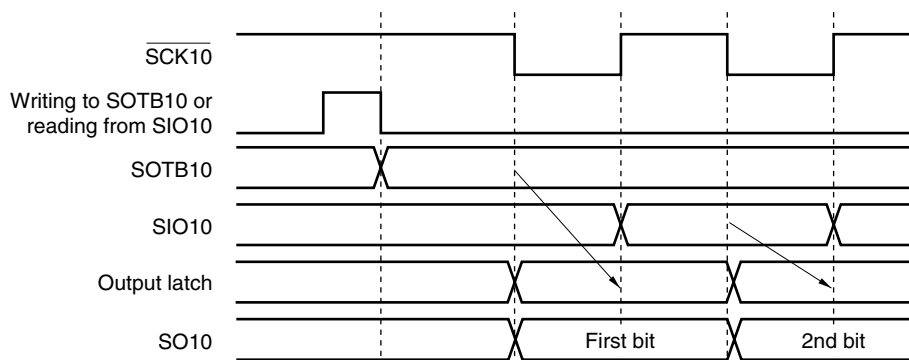 SCK10
Writing to SOTB10 or
reading from SIO10
SOTB10
SIO10
Output latch
SO10
First bit
2nd bit